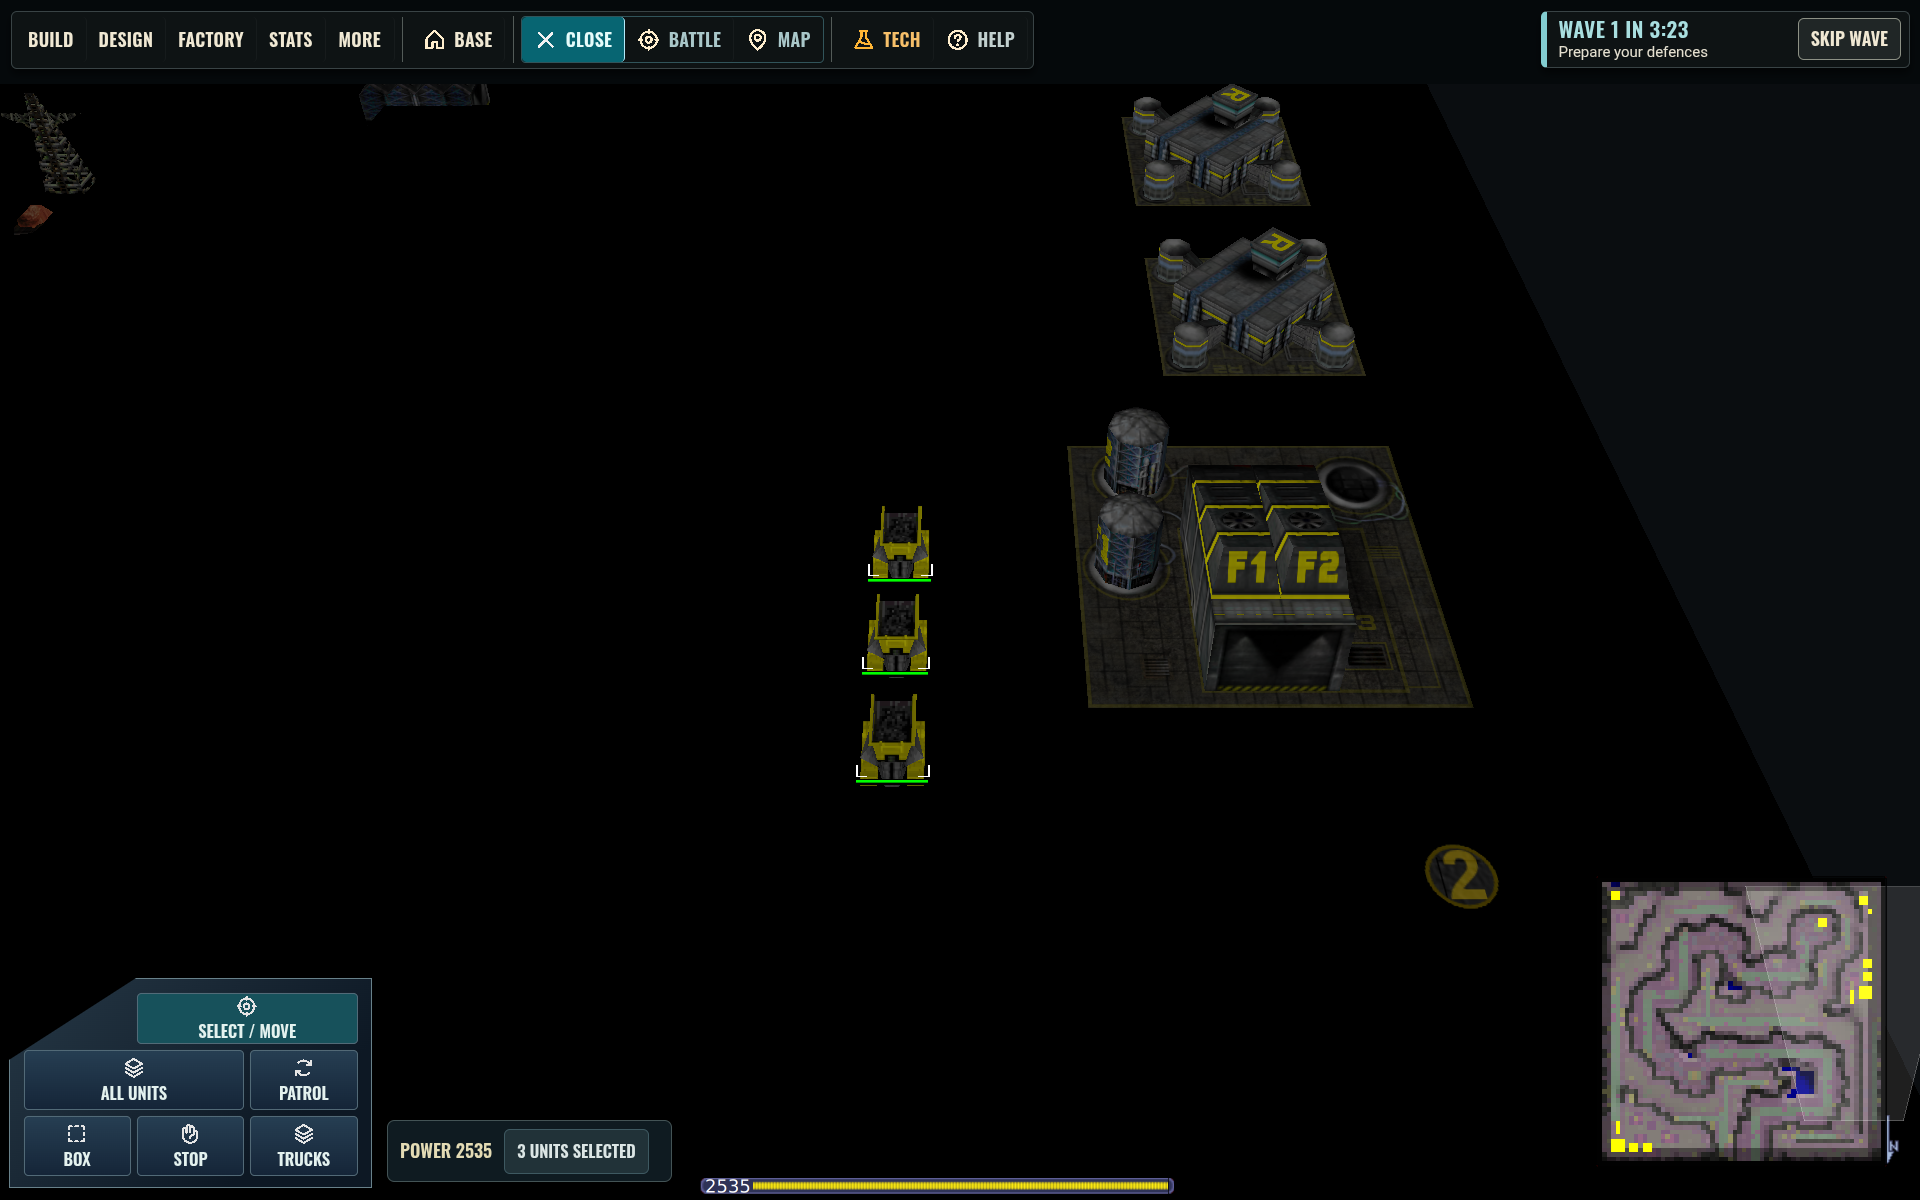 BUILD DESIGN FACTORY STATS MORE BASE CLOSE BATTLE MAP TECH HELP
WAVE 1 IN 3:23
Prepare your defences
SKIP WAVE
R
R
F1 F2
3
2
SELECT / MOVE
ALL UNITS PATROL
BOX STOP TRUCKS
POWER 2535 3 UNITS SELECTED
2535
N